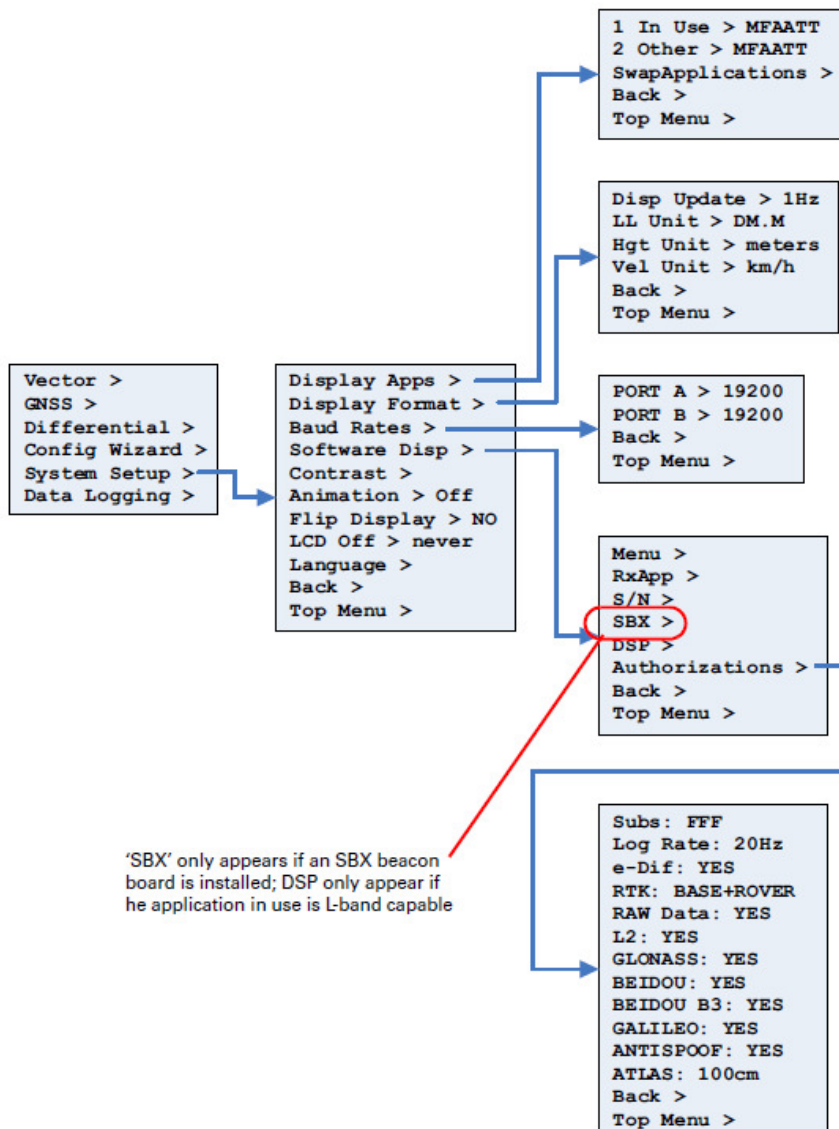 1 In Use > MFAATT
2 Other > MFAATT
SwapApplications >
Back >
Top Menu >
Disp Update > 1Hz
LL Unit > DM.M
Hgt Unit > meters
Vel Unit > km/h
Back >
Top Menu >
Vector >
GNSS >
Differential >
Config Wizard >
System Setup >
Data Logging >
Display Apps >
Display Format >
Baud Rates >
Software Disp >
Contrast >
Animation > Off
Flip Display > NO
LCD Off > never
Language >
Back >
Top Menu >
PORT A > 19200
PORT B > 19200
Back >
Top Menu >
Menu >
RxApp >
S/N >
SBX >
DSP >
Authorizations >
Back >
Top Menu >
'SBX' only appears if an SBX beacon
board is installed; DSP only appear if
he application in use is L-band capable
Subs: FFF
Log Rate: 20Hz
e-Dif: YES
RTK: BASE+ROVER
RAW Data: YES
L2: YES
GLONASS: YES
BEIDOU: YES
BEIDOU B3: YES
GALILEO: YES
ANTISPOOF: YES
ATLAS: 100cm
Back >
Top Menu >